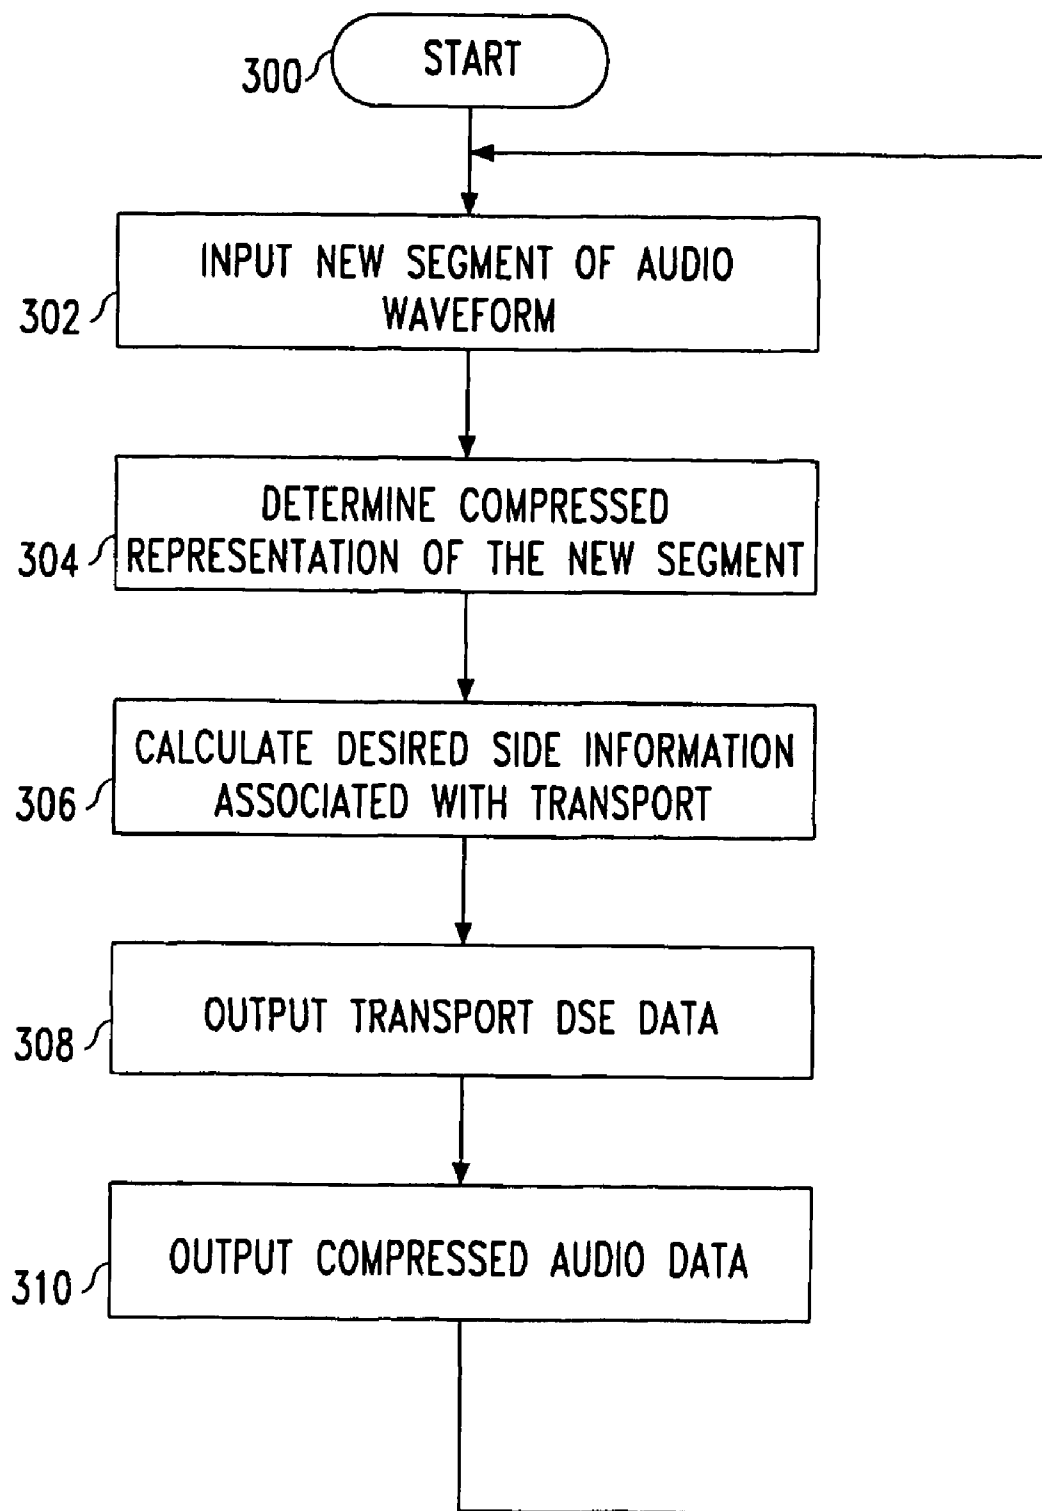 300
START
302
INPUT NEW SEGMENT OF AUDIO
WAVEFORM
304
DETERMINE COMPRESSED
REPRESENTATION OF THE NEW SEGMENT
306
CALCULATE DESIRED SIDE INFORMATION
ASSOCIATED WITH TRANSPORT
308
OUTPUT TRANSPORT DSE DATA
310
OUTPUT COMPRESSED AUDIO DATA